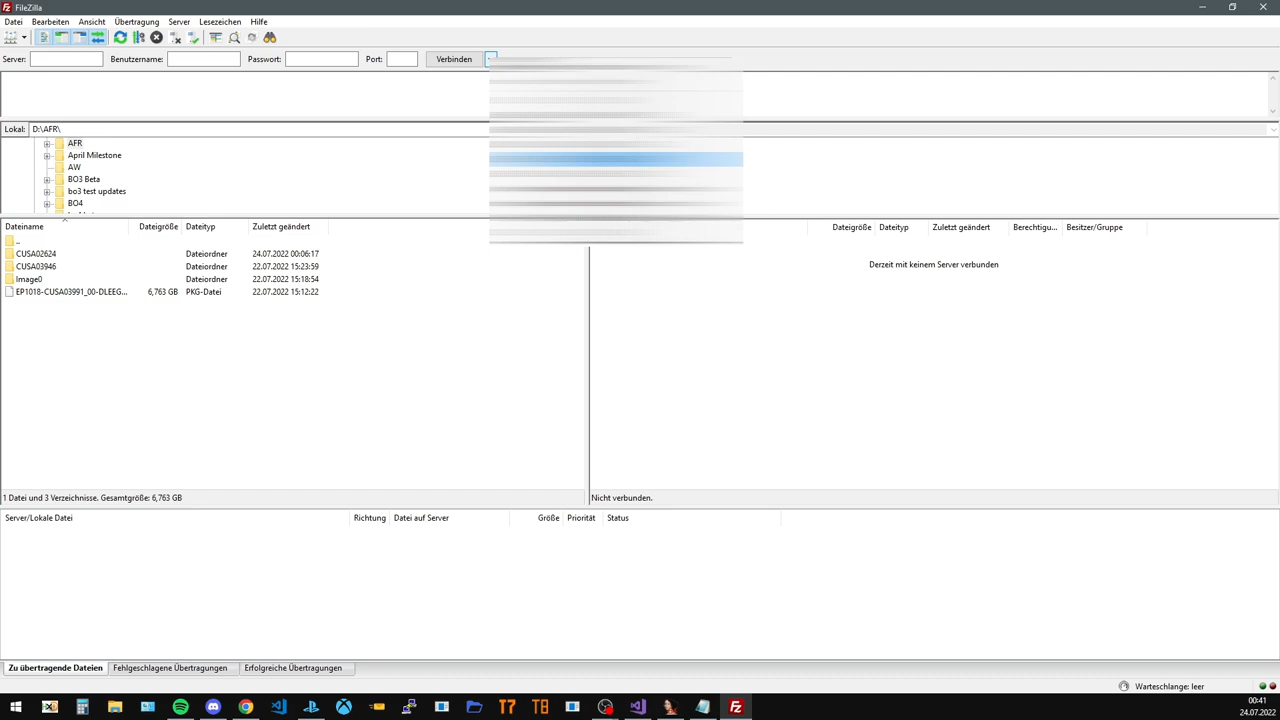 FileZilla
Datei Bearbeiten Ansicht Übertragung Server Lesezeichen Hilfe
Server: Benutzername: Passwort: Port: Verbinden
Lokal: D:\AFR\
AFR
April Milestone
AW
BO3 Beta
bo3 test updates
BO4
Dateiname Dateigröße Dateityp Zuletzt geändert
Dateigröße Dateityp Zuletzt geändert Berechtigu... Besitzer/Gruppe
..
CUSA02624 Dateiordner 24.07.2022 00:06:17
CUSA03946 Dateiordner 22.07.2022 15:23:59
Image0 Dateiordner 22.07.2022 15:18:54
EP1018-CUSA03991_00-DLEEG... 6,763 GB PKG-Datei 22.07.2022 15:12:22
Derzeit mit keinem Server verbunden
1 Datei und 3 Verzeichnisse. Gesamtgröße: 6,763 GB
Nicht verbunden.
Server/Lokale Datei Richtung Datei auf Server Größe Priorität Status
Zu übertragende Dateien Fehlgeschlagene Übertragungen Erfolgreiche Übertragungen
Warteschlange: leer
T7 T8
00:41
24.07.2022